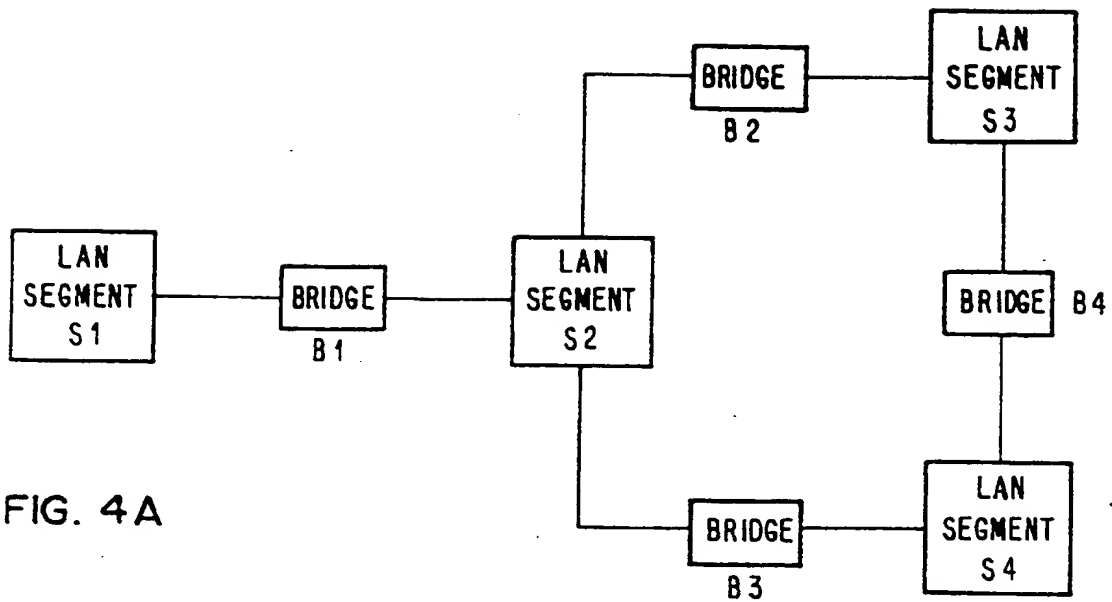 LAN
SEGMENT
S3
BRIDGE
B2
LAN
SEGMENT
S1
BRIDGE
B1
LAN
SEGMENT
S2
BRIDGE
B4
FIG. 4A
BRIDGE
B3
LAN
SEGMENT
S4